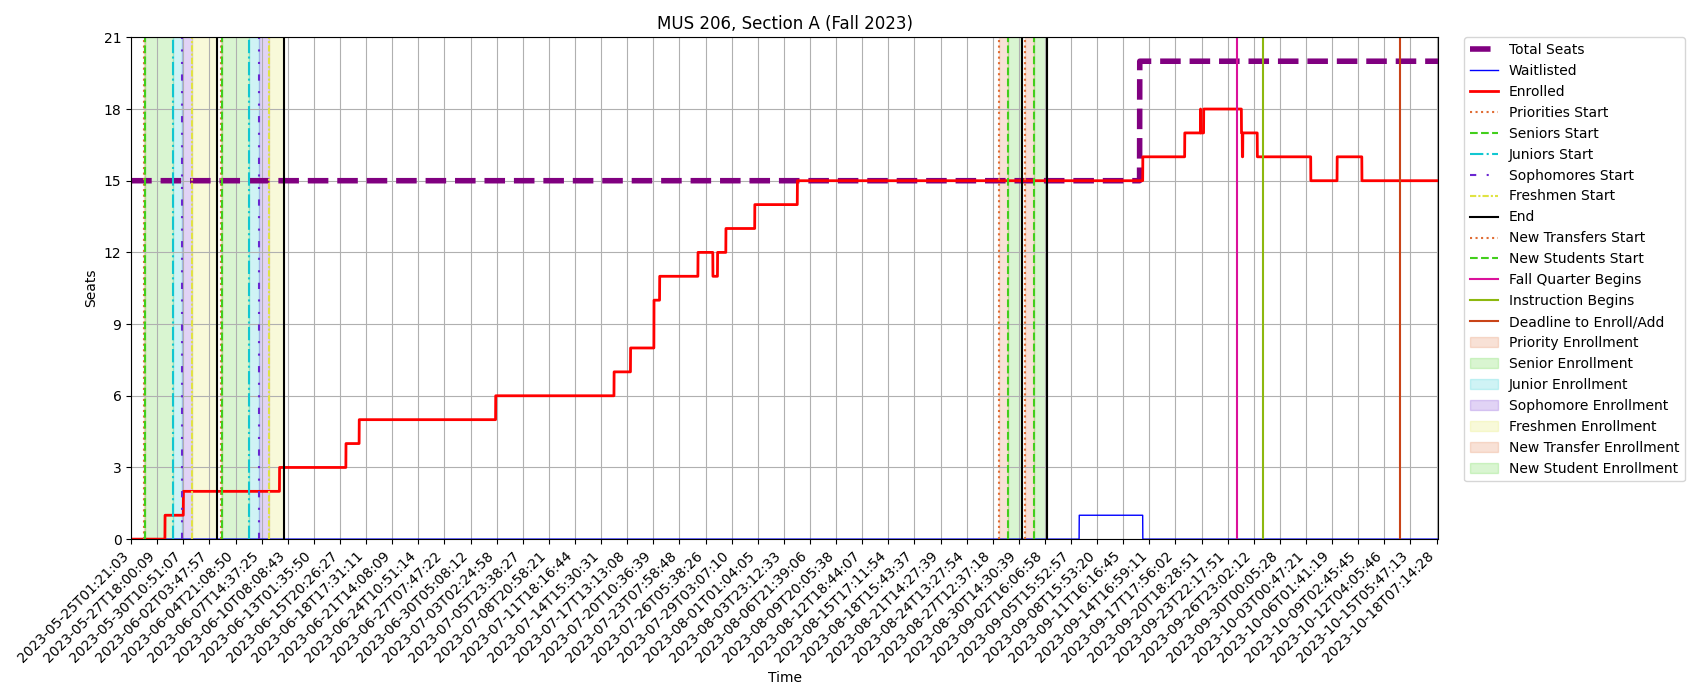 MUS 206, Section A (Fall 2023)
21
18
15
12
9
6
3
0
Seats
2023-05-25T01:21:03
2023-05-27T18:00:09
2023-05-30T10:51:07
2023-06-02T03:47:57
2023-06-04T21:08:50
2023-06-07T14:37:25
2023-06-10T08:08:43
2023-06-13T01:35:50
2023-06-15T20:26:27
2023-06-18T17:31:11
2023-06-21T14:08:09
2023-06-24T10:51:14
2023-06-27T07:47:22
2023-06-30T05:08:12
2023-07-03T02:24:58
2023-07-05T23:38:27
2023-07-08T20:58:21
2023-07-11T18:16:44
2023-07-14T15:30:31
2023-07-17T13:13:08
2023-07-20T10:36:39
2023-07-23T07:58:48
2023-07-26T05:38:26
2023-07-29T03:07:10
2023-08-01T01:04:05
2023-08-03T23:12:33
2023-08-06T21:39:06
2023-08-09T20:05:38
2023-08-12T18:44:07
2023-08-15T17:11:54
2023-08-18T15:43:37
2023-08-21T14:27:39
2023-08-24T13:27:54
2023-08-27T12:37:18
2023-08-30T14:30:39
2023-09-02T16:06:58
2023-09-05T15:52:57
2023-09-08T15:53:20
2023-09-11T16:16:45
2023-09-14T16:59:11
2023-09-17T17:56:02
2023-09-20T18:28:51
2023-09-23T22:17:51
2023-09-26T23:02:12
2023-09-30T00:05:28
2023-10-03T00:47:21
2023-10-06T01:41:19
2023-10-09T02:45:45
2023-10-12T04:05:46
2023-10-15T05:47:13
2023-10-18T07:14:28
Time
Total Seats
Waitlisted
Enrolled
Priorities Start
Seniors Start
Juniors Start
Sophomores Start
Freshmen Start
End
New Transfers Start
New Students Start
Fall Quarter Begins
Instruction Begins
Deadline to Enroll/Add
Priority Enrollment
Senior Enrollment
Junior Enrollment
Sophomore Enrollment
Freshmen Enrollment
New Transfer Enrollment
New Student Enrollment